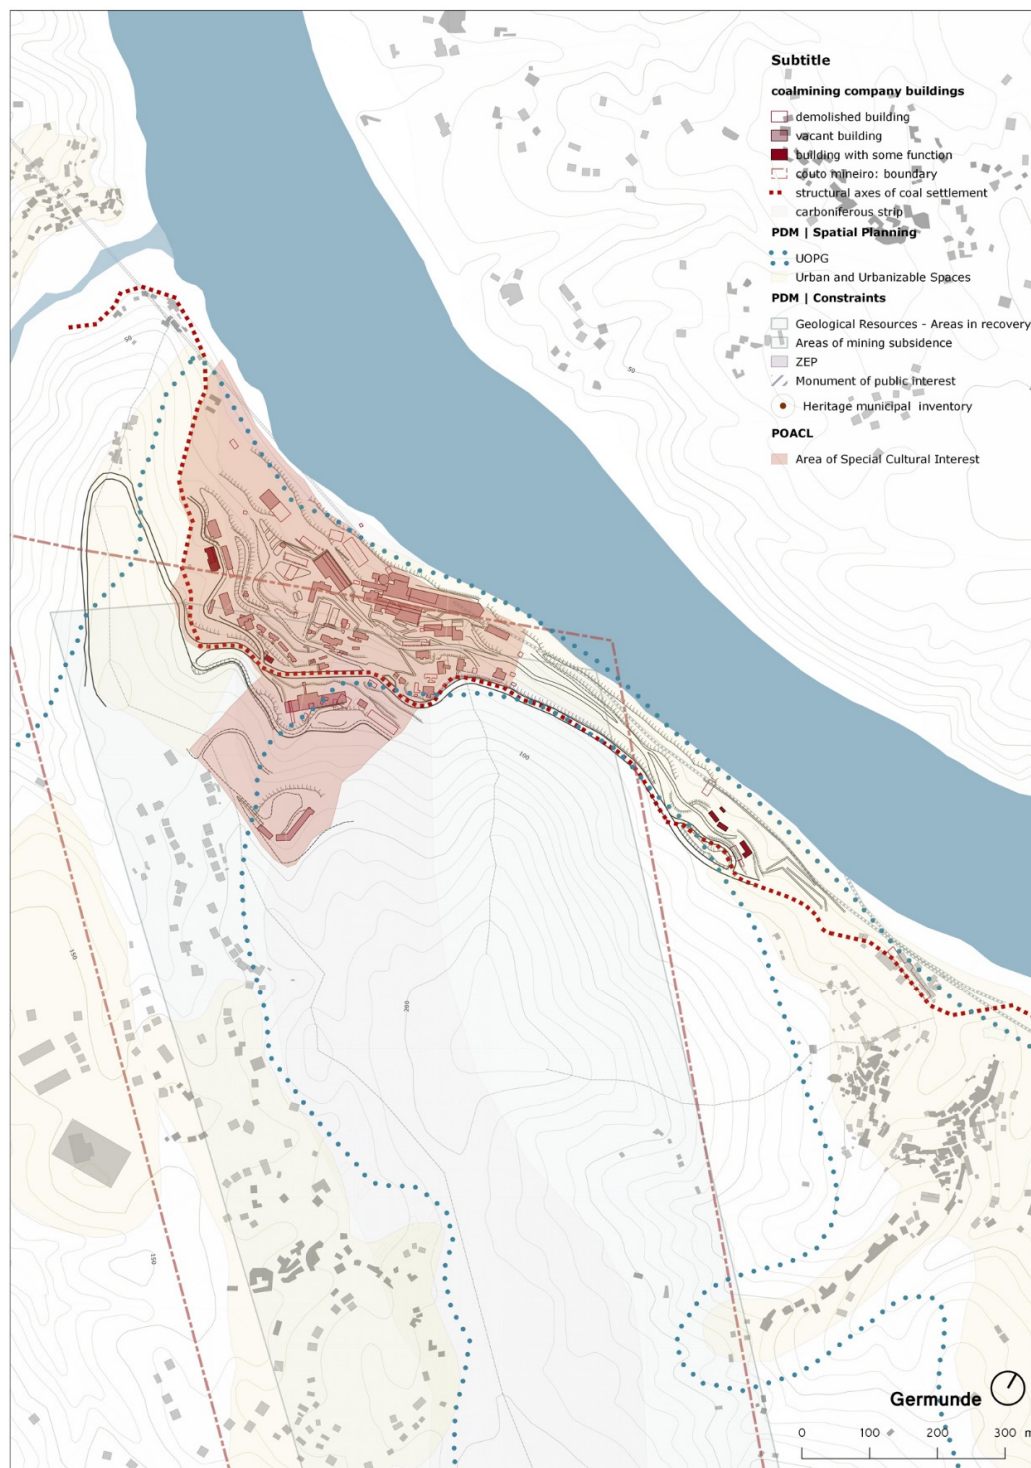 Subtitle
coalmining company buildings
demolished building
vacant building
building with some function
couto mineiro: boundary
structural axes of coal settlement
carboniferous strip
PDM | Spatial Planning
UOPG
Urban and Urbanizable Spaces
PDM | Constraints
Geological Resources - Areas in recovery
Areas of mining subsidence
ZEP
Monument of public interest
Heritage municipal inventory
POACL
Area of Special Cultural Interest
50
50
100
150
200
150
Germunde
0 100 200 300 m